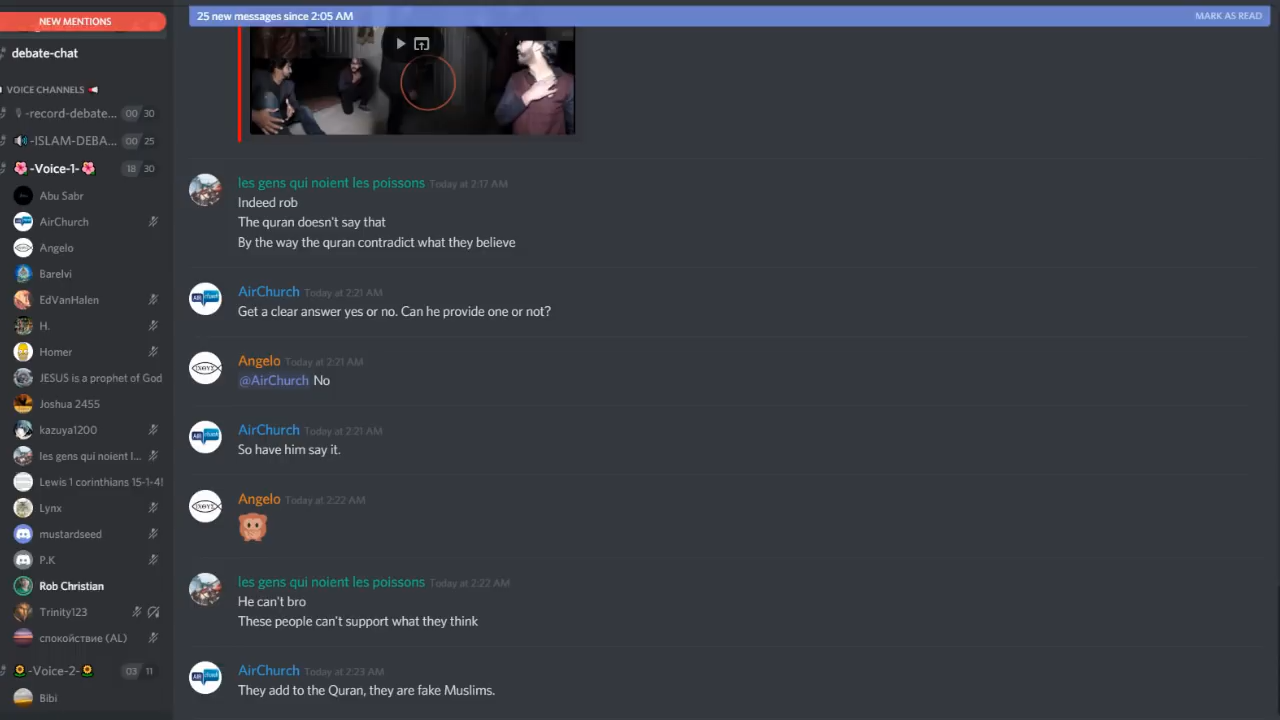 NEW MENTIONS
debate-chat
VOICE CHANNELS
-record-debate... 00 30
-ISLAM-DEBA... 00 25
-Voice-1- 18 30
Abu Sabr
AirChurch
Angelo
Barelvi
EdVanHalen
H.
Homer
JESUS is a prophet of God
Joshua 2455
kazuya1200
les gens qui noient l...
Lewis 1 corinthians 15-1-4!
Lynx
mustardseed
P.K
Rob Christian
Trinity123
спокойствие (AL)
-Voice-2- 03 11
Bibi
25 new messages since 2:05 AM MARK AS READ
les gens qui noient les poissons Today at 2:17 AM
Indeed rob
The quran doesn't say that
By the way the quran contradict what they believe
AirChurch Today at 2:21 AM
Get a clear answer yes or no. Can he provide one or not?
Angelo Today at 2:21 AM
@AirChurch No
AirChurch Today at 2:21 AM
So have him say it.
Angelo Today at 2:22 AM
les gens qui noient les poissons Today at 2:22 AM
He can't bro
These people can't support what they think
AirChurch Today at 2:23 AM
They add to the Quran, they are fake Muslims.